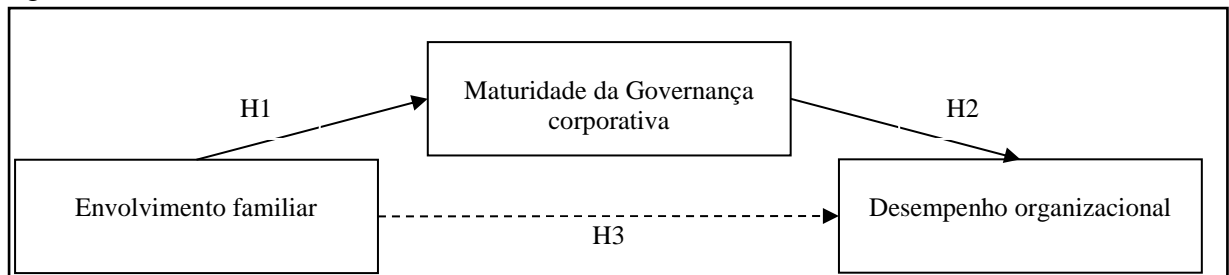 Maturidade da Governança
corporativa
H1
H2
Envolvimento familiar
Desempenho organizacional
H3